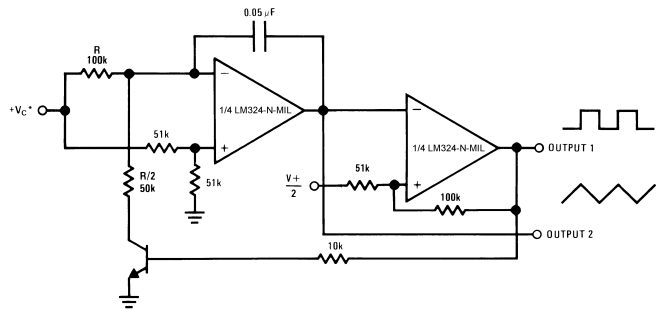 0.05 µF
R
100k
+VC*
1/4 LM324-N-MIL
51k
51k
R/2
50k
V+
2
51k
1/4 LM324-N-MIL
100k
OUTPUT 1
OUTPUT 2
10k